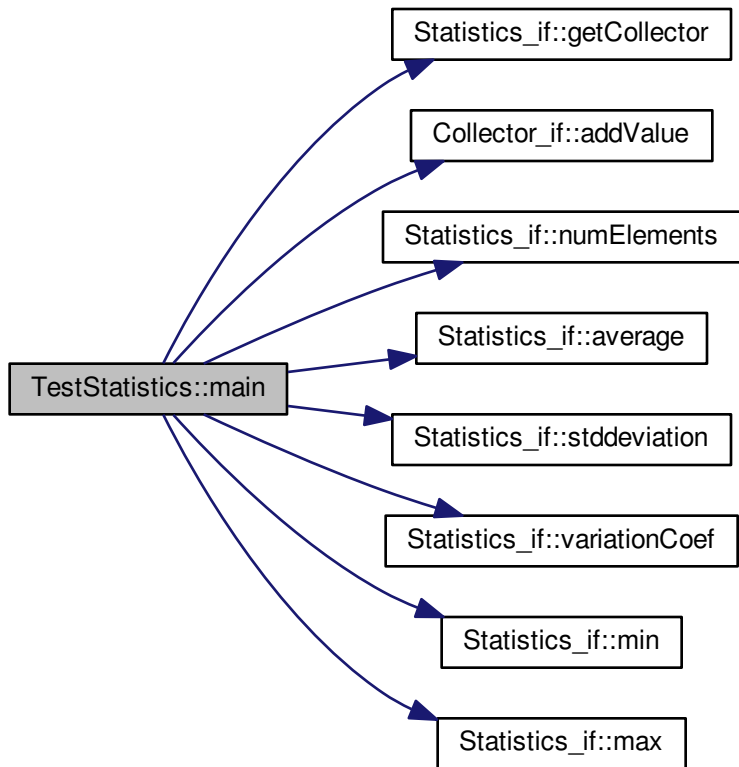 Statistics_if::getCollector
Collector_if::addValue
Statistics_if::numElements
Statistics_if::average
TestStatistics::main
Statistics_if::stddeviation
Statistics_if::variationCoef
Statistics_if::min
Statistics_if::max